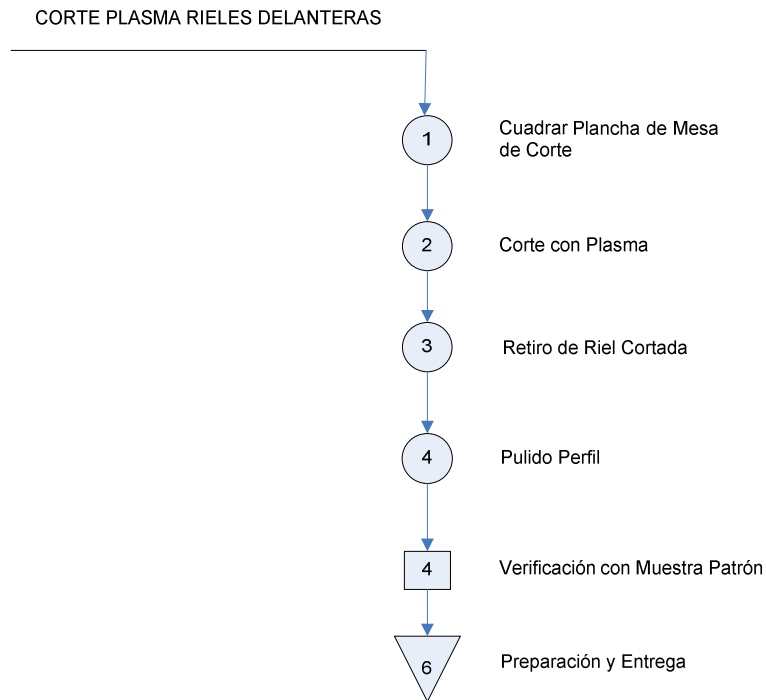 CORTE PLASMA RIELES DELANTERAS
1
Cuadrar Plancha de Mesa
de Corte
2
Corte con Plasma
3
Retiro de Riel Cortada
4
Pulido Perfil
4
Verificación con Muestra Patrón
6
Preparación y Entrega